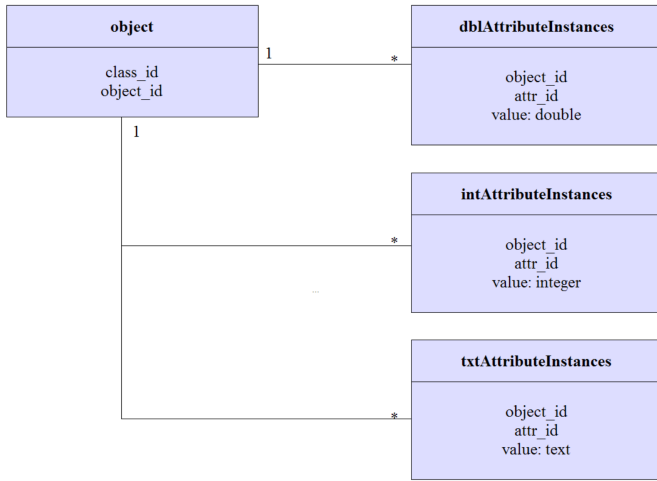 object
class_id
object_id
1
*
dblAttributeInstances
object_id
attr_id
value: double
1
*
intAttributeInstances
object_id
attr_id
value: integer
...
*
txtAttributeInstances
object_id
attr_id
value: text